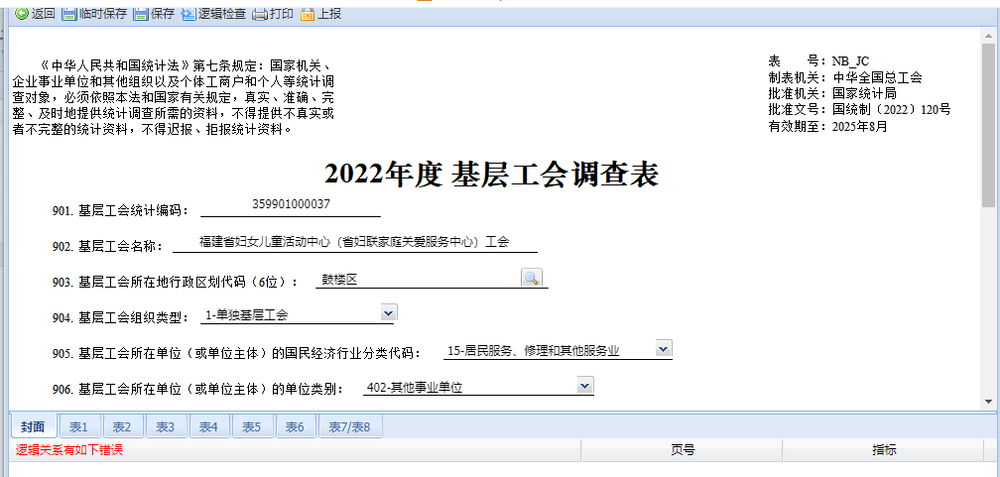 返回 临时保存 保存 逻辑检查 打印 上报
《中华人民共和国统计法》第七条规定：国家机关、
企业事业单位和其他组织以及个体工商户和个人等统计调
查对象，必须依照本法和国家有关规定，真实、准确、完
整、及时地提供统计调查所需的资料，不得提供不真实或
者不完整的统计资料，不得迟报、拒报统计资料。
表 号：NB_JC
制表机关：中华全国总工会
批准机关：国家统计局
批准文号：国统制（2022）120号
有效期至：2025年8月
2022年度 基层工会调查表
901. 基层工会统计编码： 359901000037
902. 基层工会名称： 福建省妇女儿童活动中心（省妇联家庭关爱服务中心）工会
903. 基层工会所在地行政区划代码（6位）： 鼓楼区
904. 基层工会组织类型： 1-单独基层工会
905. 基层工会所在单位（或单位主体）的国民经济行业分类代码： 15-居民服务、修理和其他服务业
906. 基层工会所在单位（或单位主体）的单位类别： 402-其他事业单位
封面 表1 表2 表3 表4 表5 表6 表7/表8
逻辑关系有如下错误 页号 指标